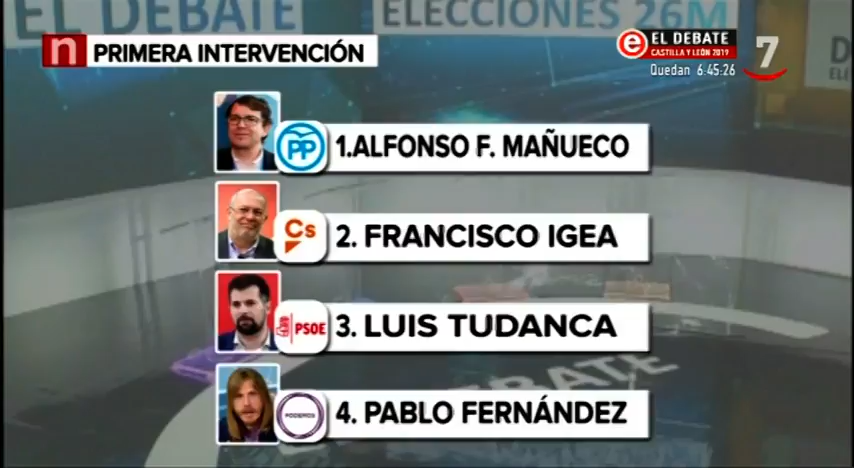 EL DEBATE
ELECCIONES 26M
n PRIMERA INTERVENCIÓN
e EL DEBATE
CASTILLA Y LEÓN 2019
Quedan 6:45:26
7
PP 1.ALFONSO F. MAÑUECO
Cs 2. FRANCISCO IGEA
PSOE 3. LUIS TUDANCA
PODEMOS 4. PABLO FERNÁNDEZ
DEBATE